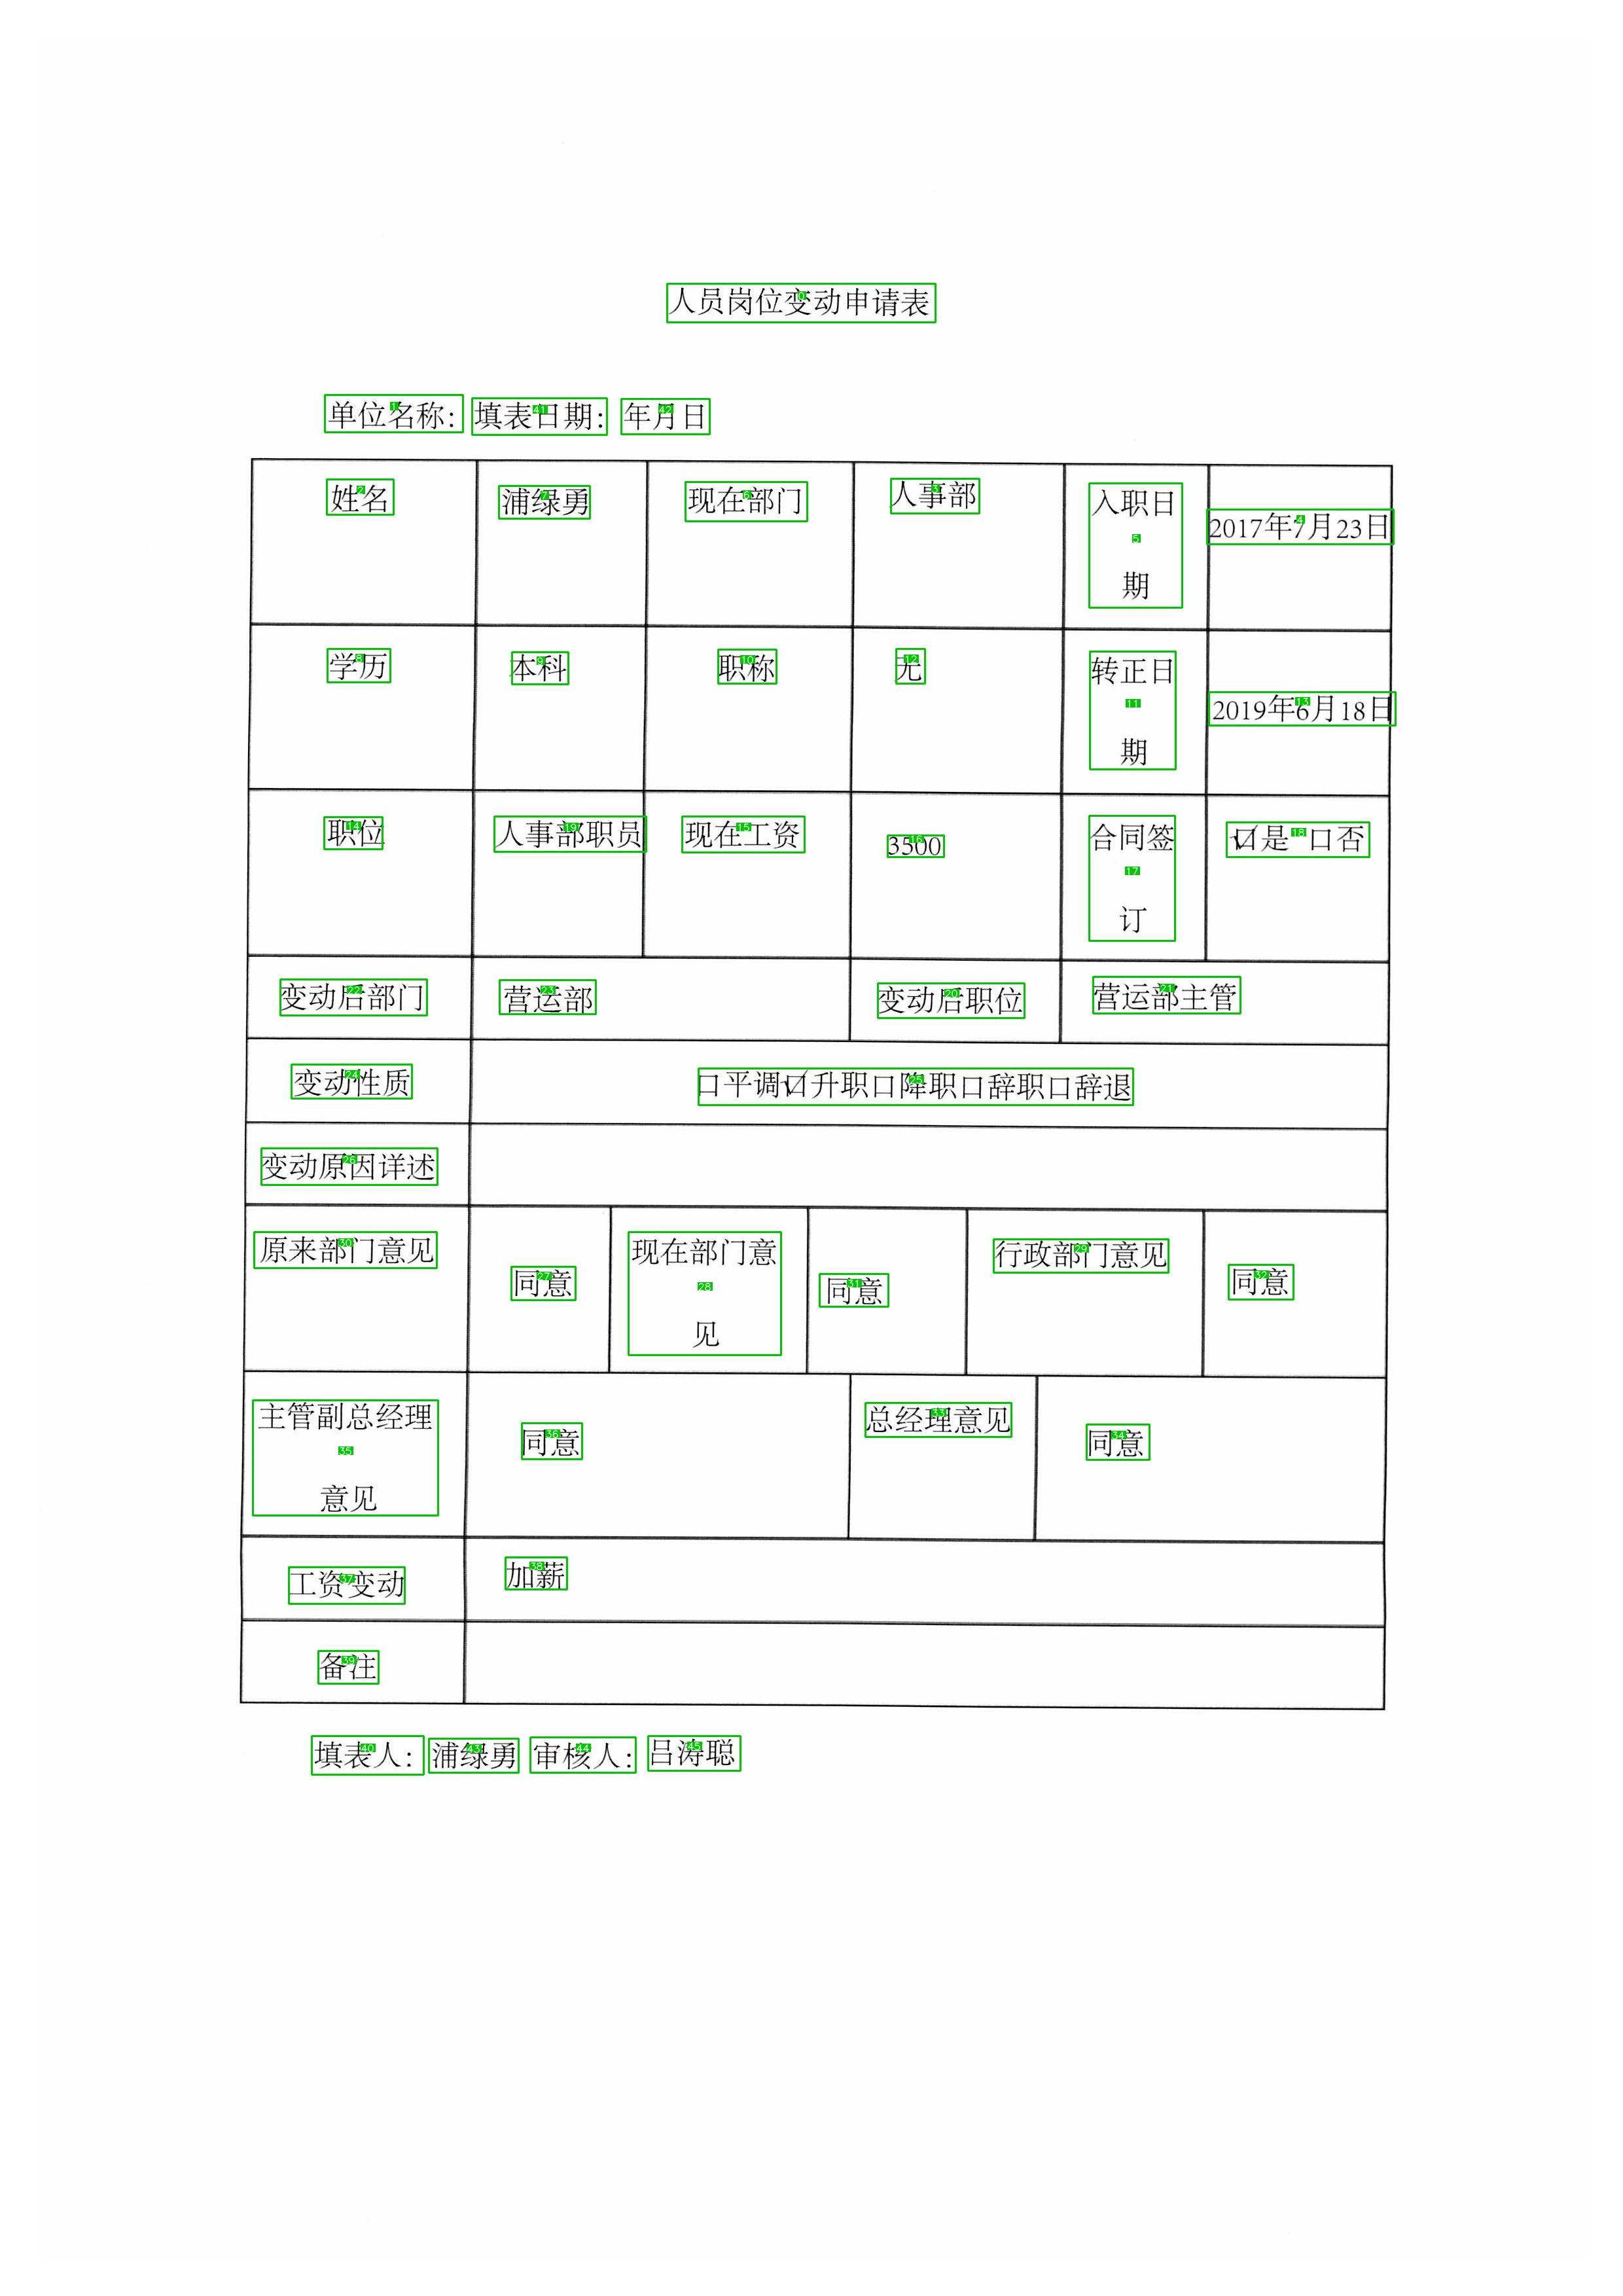 人员岗位变动申请表
单位名称: 填表日期: 年月日
姓名 浦绿勇 现在部门 人事部 入职日期 2017年7月23日
学历 本科 职称 无 转正日期 2019年6月18日
职位 人事部职员 现在工资 3500 合同签订 ☑是 口否
变动后部门 营运部 变动后职位 营运部主管
变动性质 口平调☑升职口降职口辞职口辞退
变动原因详述
原来部门意见 同意 现在部门意见 同意 行政部门意见 同意
主管副总经理意见 同意 总经理意见 同意
工资变动 加薪
备注
填表人: 浦绿勇 审核人: 吕涛聪